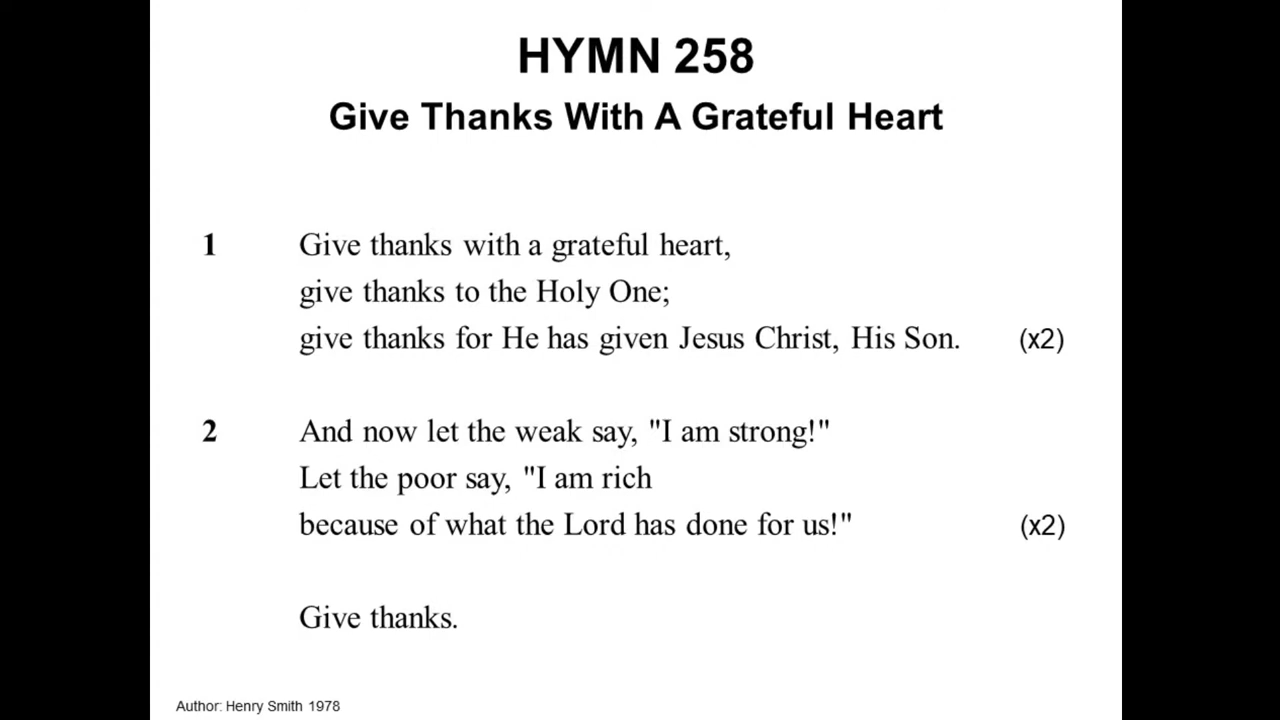 HYMN 258
Give Thanks With A Grateful Heart
1 Give thanks with a grateful heart,
give thanks to the Holy One;
give thanks for He has given Jesus Christ, His Son. (x2)
2 And now let the weak say, "I am strong!"
Let the poor say, "I am rich
because of what the Lord has done for us!" (x2)
Give thanks.
Author: Henry Smith 1978